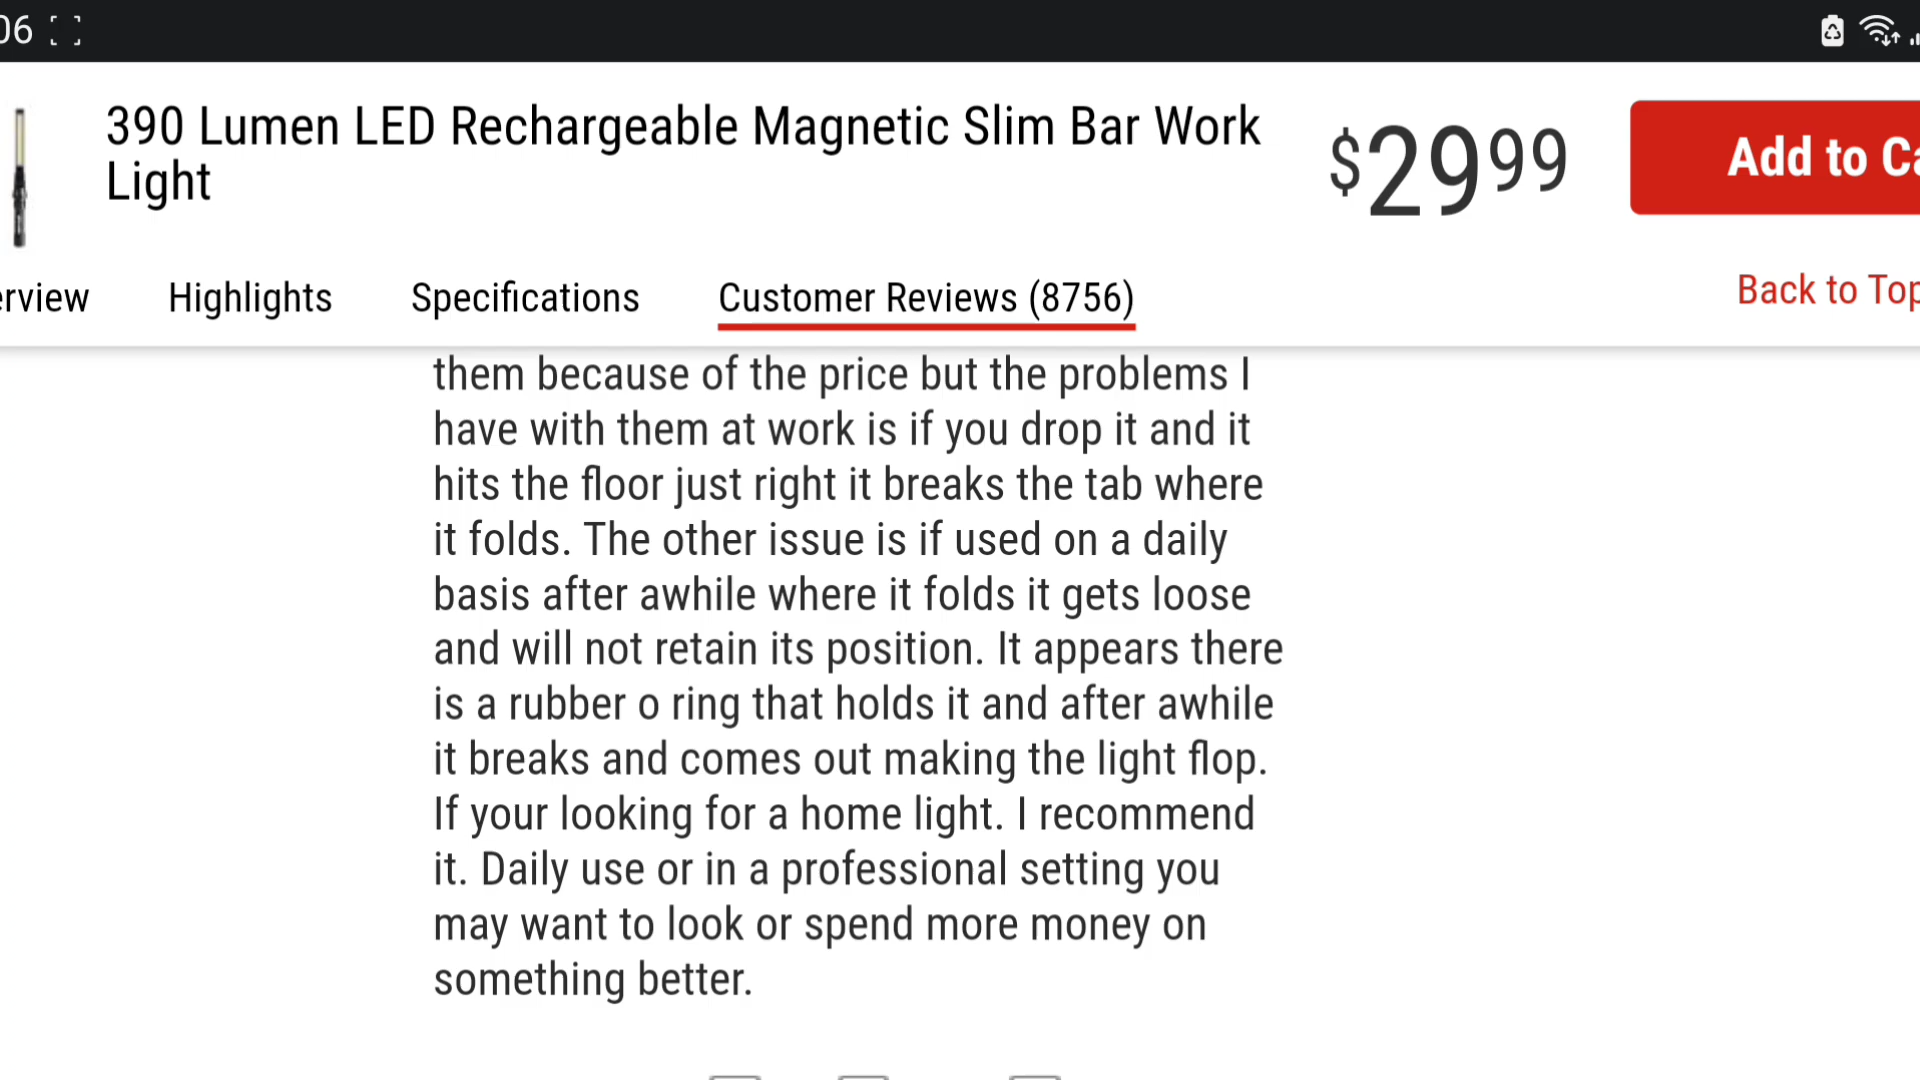 06
390 Lumen LED Rechargeable Magnetic Slim Bar Work
Light
$29 99
Add to Ca
erview
Highlights
Specifications
Customer Reviews (8756)
Back to Top
them because of the price but the problems I
have with them at work is if you drop it and it
hits the floor just right it breaks the tab where
it folds. The other issue is if used on a daily
basis after awhile where it folds it gets loose
and will not retain its position. It appears there
is a rubber o ring that holds it and after awhile
it breaks and comes out making the light flop.
If your looking for a home light. I recommend
it. Daily use or in a professional setting you
may want to look or spend more money on
something better.